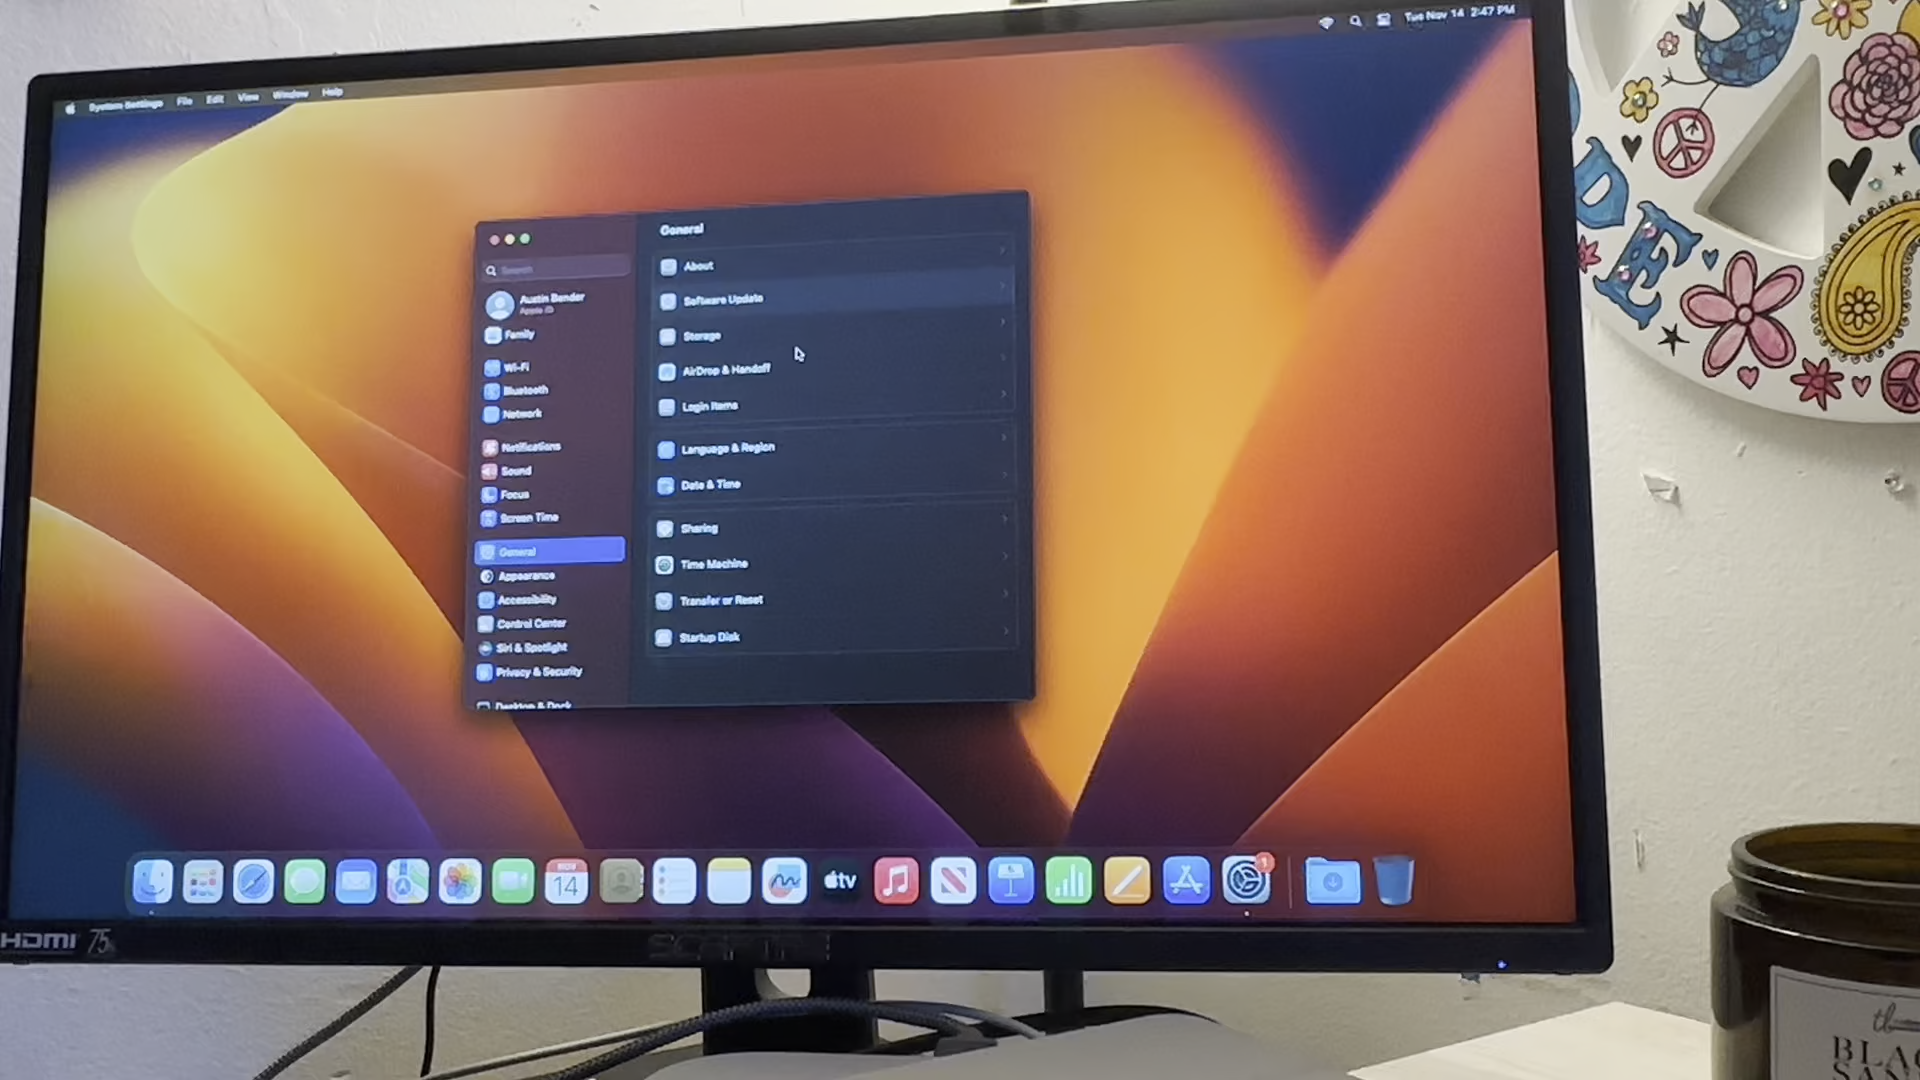 System Settings File Edit View Window Help
Tue Nov 14 2:47 PM
General
Search
Austin Bender
Apple ID
Family
Wi-Fi
Bluetooth
Network
Notifications
Sound
Focus
Screen Time
General
Appearance
Accessibility
Control Center
Siri & Spotlight
Privacy & Security
Desktop & Dock
About
Software Update
Storage
AirDrop & Handoff
Login Items
Language & Region
Date & Time
Sharing
Time Machine
Transfer or Reset
Startup Disk
NOV
14
tv
1
HDMI 75
DE